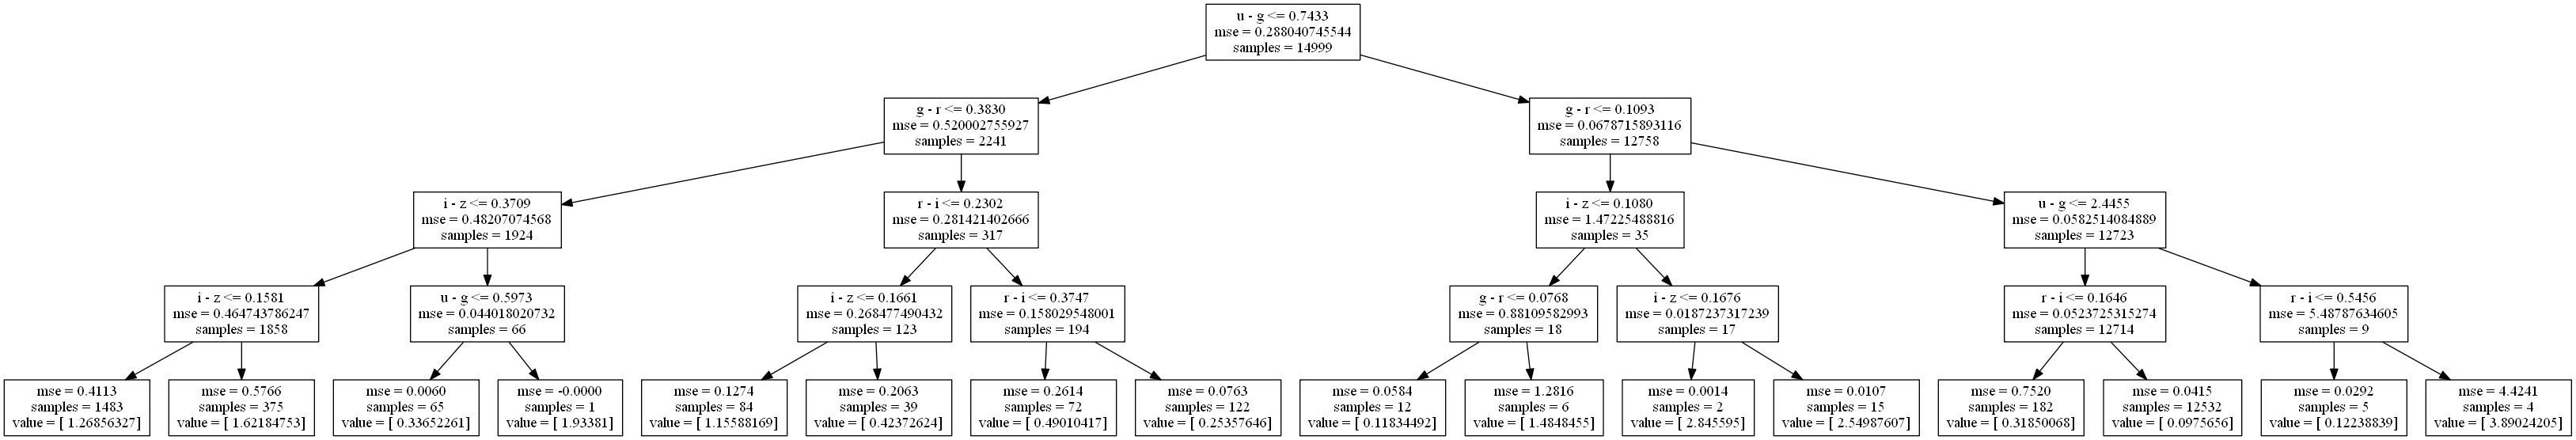 u - g <= 0.7433
mse = 0.288040745544
samples = 14999
g - r <= 0.3830
mse = 0.520002755927
samples = 2241
g - r <= 0.1093
mse = 0.0678715893116
samples = 12758
i - z <= 0.3709
mse = 0.48207074568
samples = 1924
r - i <= 0.2302
mse = 0.281421402666
samples = 317
i - z <= 0.1080
mse = 1.47225488816
samples = 35
u - g <= 2.4455
mse = 0.0582514084889
samples = 12723
i - z <= 0.1581
mse = 0.464743786247
samples = 1858
u - g <= 0.5973
mse = 0.044018020732
samples = 66
i - z <= 0.1661
mse = 0.268477490432
samples = 123
r - i <= 0.3747
mse = 0.158029548001
samples = 194
g - r <= 0.0768
mse = 0.88109582993
samples = 18
i - z <= 0.1676
mse = 0.0187237317239
samples = 17
r - i <= 0.1646
mse = 0.0523725315274
samples = 12714
r - i <= 0.5456
mse = 5.48787634605
samples = 9
mse = 0.4113
samples = 1483
value = [ 1.26856327]
mse = 0.5766
samples = 375
value = [ 1.62184753]
mse = 0.0060
samples = 65
value = [ 0.33652261]
mse = -0.0000
samples = 1
value = [ 1.93381]
mse = 0.1274
samples = 84
value = [ 1.15588169]
mse = 0.2063
samples = 39
value = [ 0.42372624]
mse = 0.2614
samples = 72
value = [ 0.49010417]
mse = 0.0763
samples = 122
value = [ 0.25357646]
mse = 0.0584
samples = 12
value = [ 0.11834492]
mse = 1.2816
samples = 6
value = [ 1.4848455]
mse = 0.0014
samples = 2
value = [ 2.845595]
mse = 0.0107
samples = 15
value = [ 2.54987607]
mse = 0.7520
samples = 182
value = [ 0.31850068]
mse = 0.0415
samples = 12532
value = [ 0.0975656]
mse = 0.0292
samples = 5
value = [ 0.12238839]
mse = 4.4241
samples = 4
value = [ 3.89024205]